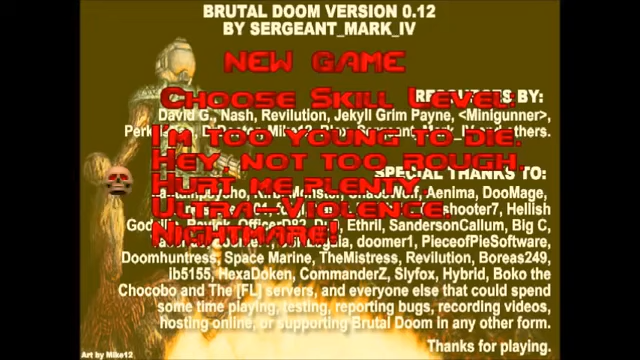 BRUTAL DOOM VERSION 0.12
BY SERGEANT_MARK_IV
NEW GAME
CHOOSE SKILL LEVEL:
I'M TOO YOUNG TO DIE.
HEY, NOT TOO ROUGH.
HURT ME PLENTY.
ULTRA-VIOLENCE
NIGHTMARE!
BY:
David G., Nash, Revilution, Jekyll Grim Payne, <Minigunner>,
SPECIAL THANKS TO:
Aenima, DooMage,
Hellish
Ethril, SandersonCallum, Big C,
doomer1, PieceofPieSoftware,
Doomhuntress, Space Marine, TheMistress, Revilution, Boreas249,
Ib5155, HexaDoken, CommanderZ, Slyfox, Hybrid, Boko the
Chocobo and The [FL] servers, and everyone else that could spend
some time playing, testing, reporting bugs, recording videos,
hosting online, or supporting Brutal Doom in any other form.
Thanks for playing.
Art by Mike12